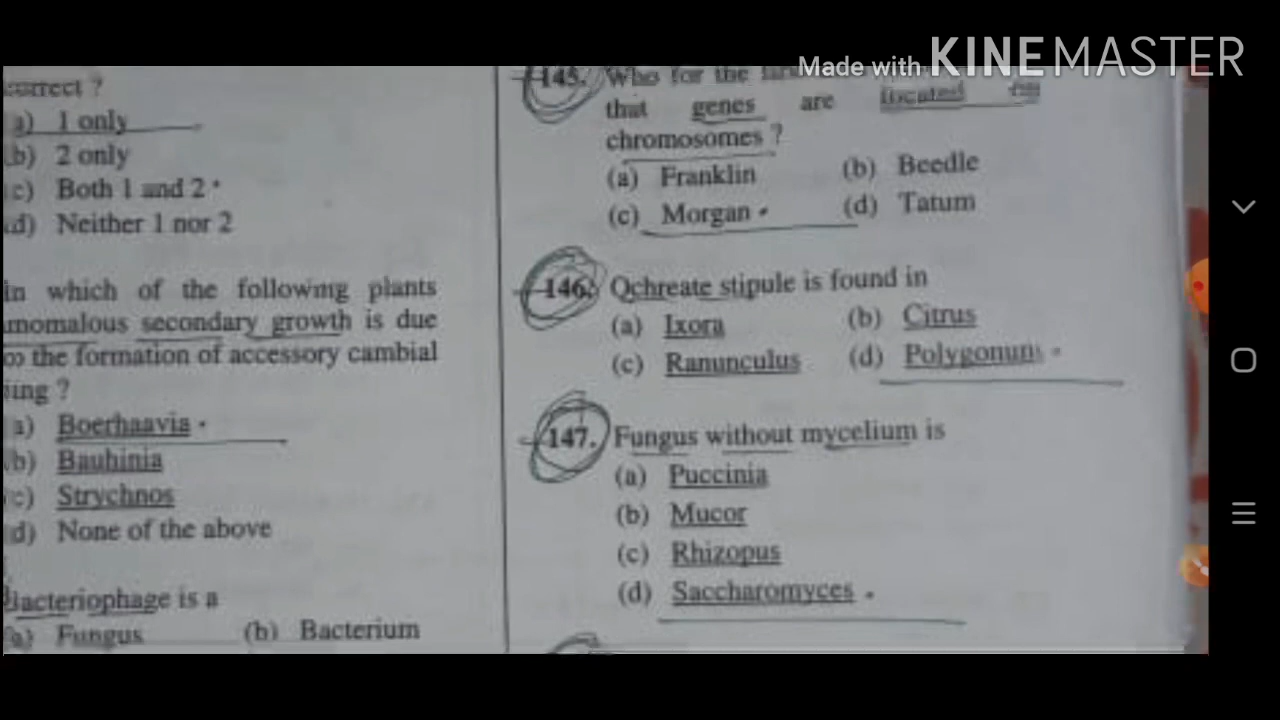 Made with KINEMASTER
correct ?
a) 1 only
b) 2 only
c) Both 1 and 2
d) Neither 1 nor 2
in which of the following plants
anomalous secondary growth is due
to the formation of accessory cambial
ring ?
a) Boerhaavia
b) Bauhinia
c) Strychnos
d) None of the above
Bacteriophage is a
a) Fungus (b) Bacterium
145. Who for the
that genes are located on
chromosomes ?
(a) Franklin (b) Beedle
(c) Morgan (d) Tatum
146. Ochreate stipule is found in
(a) Ixora (b) Citrus
(c) Ranunculus (d) Polygonum
147. Fungus without mycelium is
(a) Puccinia
(b) Mucor
(c) Rhizopus
(d) Saccharomyces